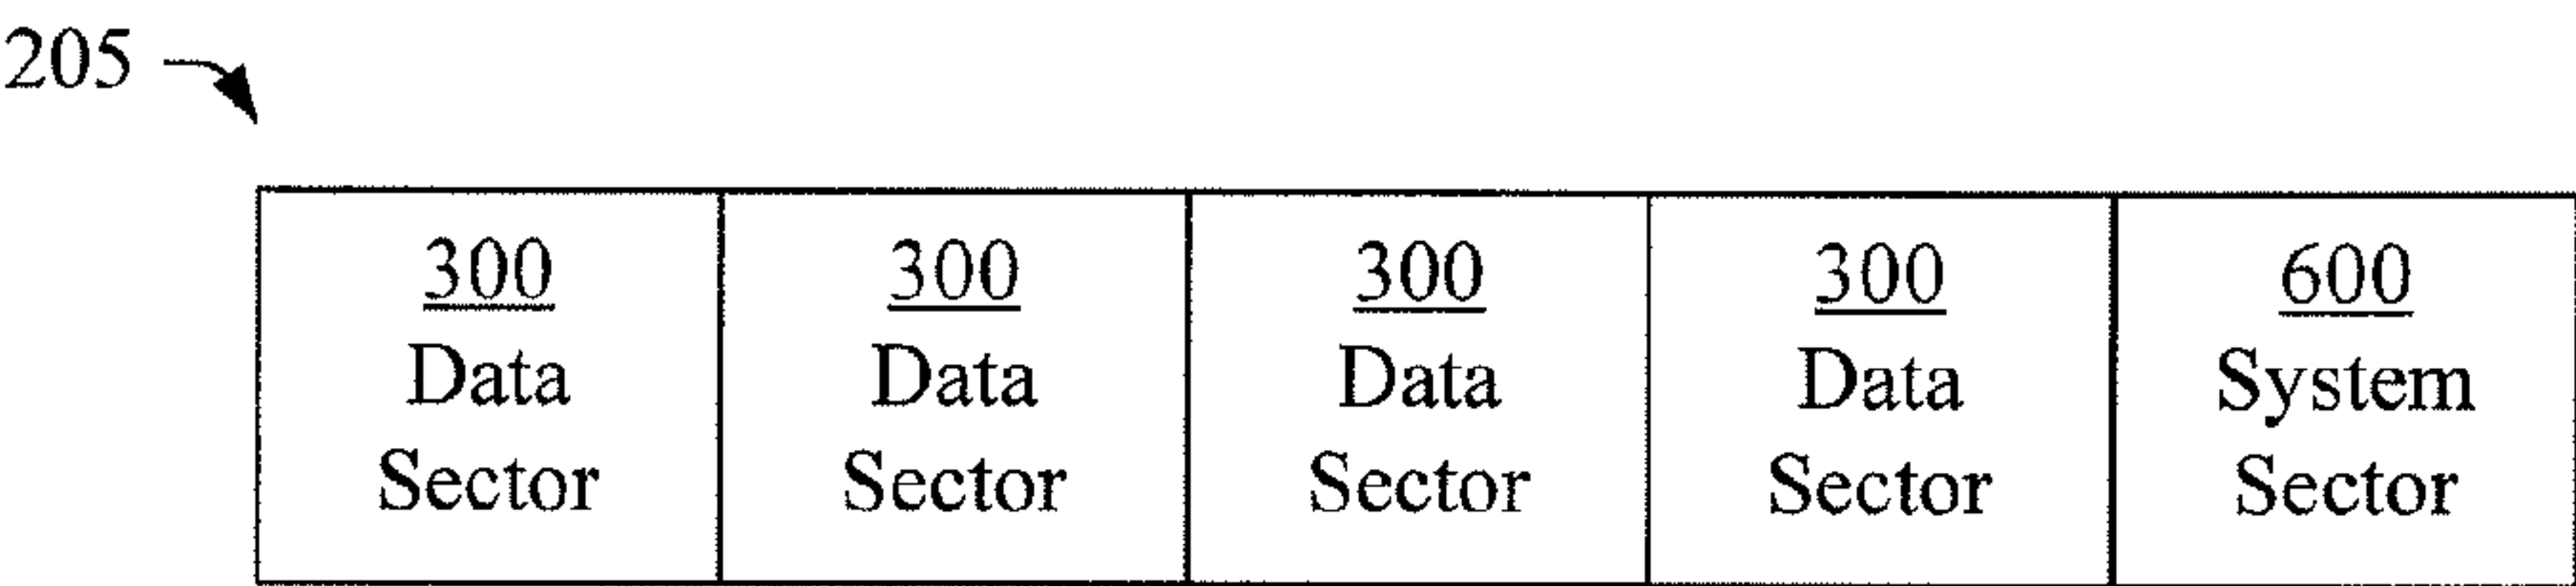 205
300 300 300 300 600
Data Data Data Data System
Sector Sector Sector Sector Sector